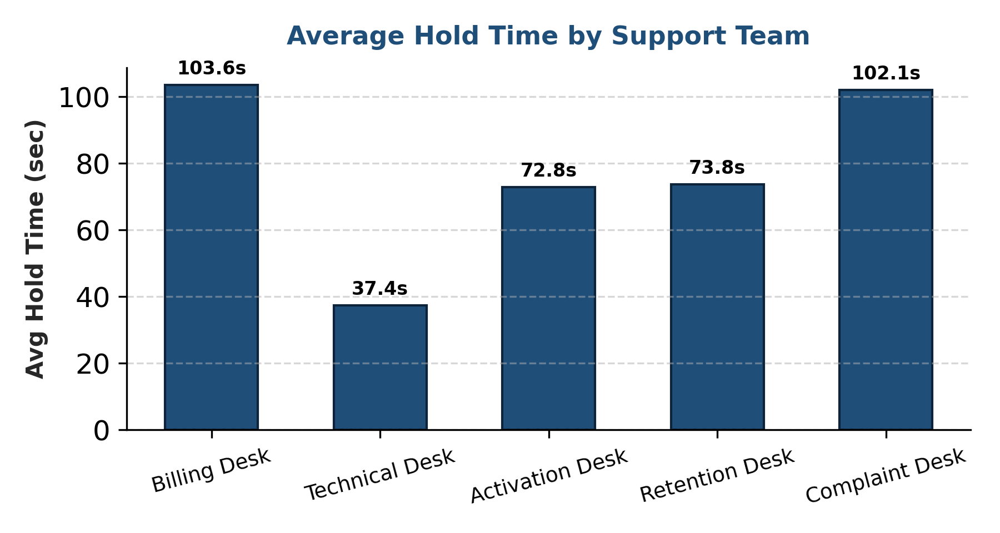 Average Hold Time by Support Team
Avg Hold Time (sec)
100
80
60
40
20
0
103.6s
37.4s
72.8s
73.8s
102.1s
Billing Desk
Technical Desk
Activation Desk
Retention Desk
Complaint Desk